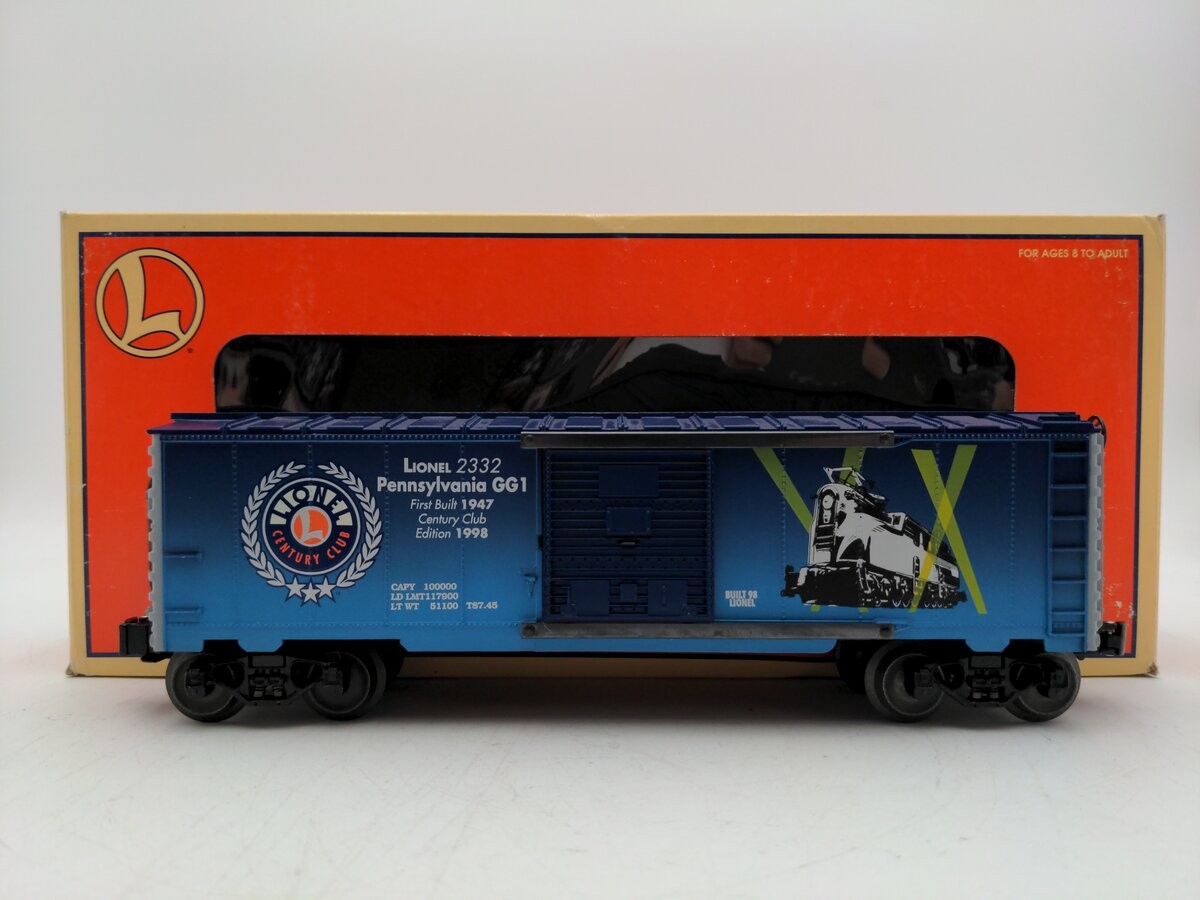 L
FOR AGES 8 TO ADULT
LIONEL
L
CENTURY CLUB
LIONEL 2332
Pennsylvania GG1
First Built 1947
Century Club
Edition 1998
CAPY 100000
LD LMT117900
LT WT 51100 T87.45
BUILT 98
LIONEL